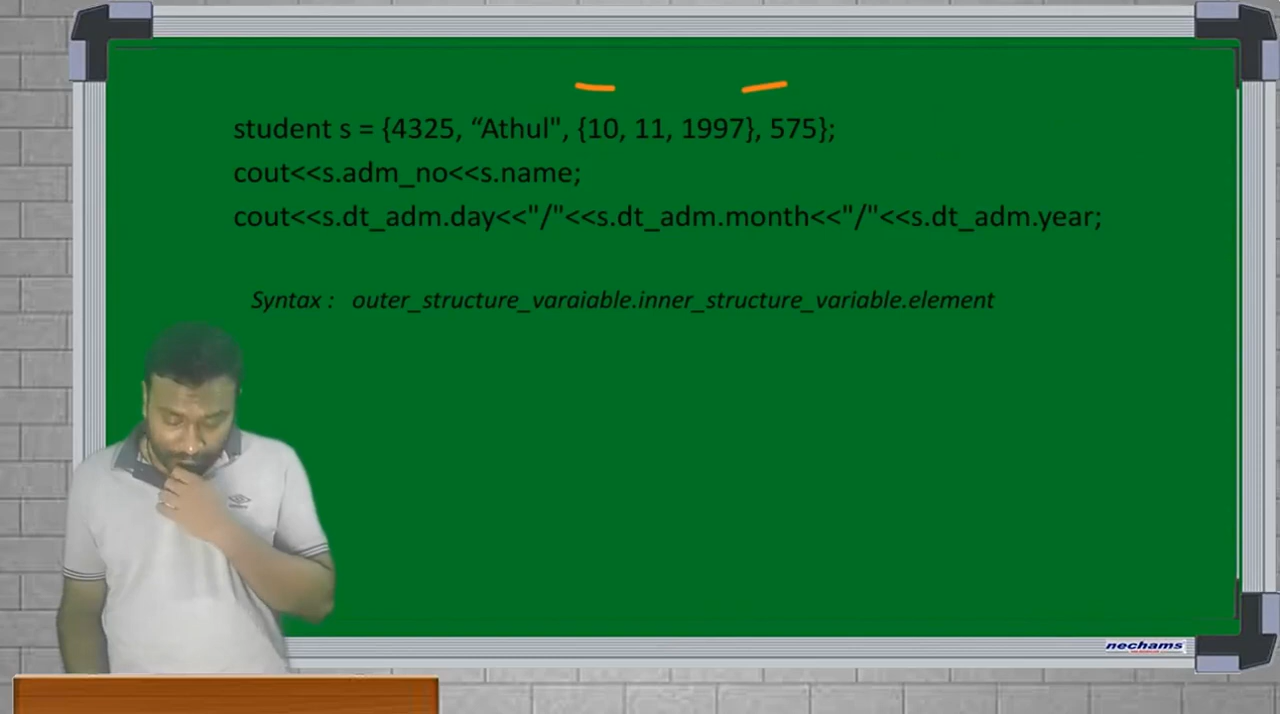 student s = {4325, “Athul", {10, 11, 1997}, 575};
cout<<s.adm_no<<s.name;
cout<<s.dt_adm.day<<"/"<<s.dt_adm.month<<"/"<<s.dt_adm.year;
Syntax : outer_structure_varaiable.inner_structure_variable.element
nechams